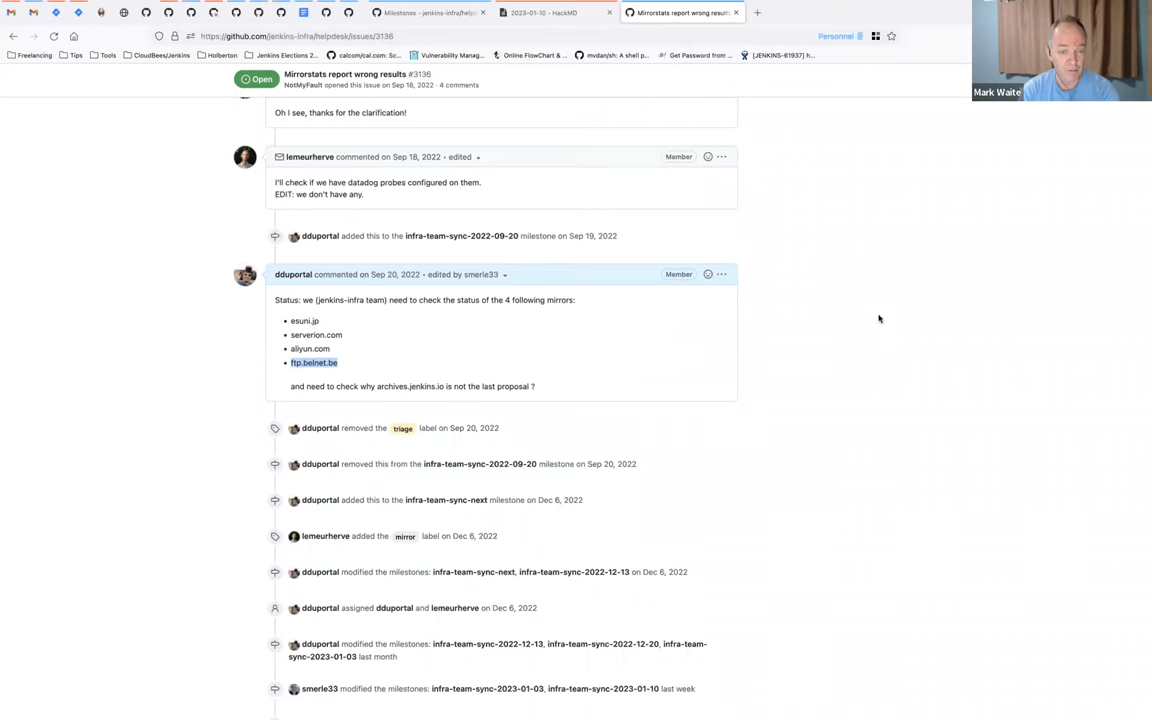 Milestones - jenkins-infra/help
2023-01-10 - HackMD
Mirrorstats report wrong results
https://github.com/jenkins-infra/helpdesk/issues/3136
Personnel
Freelancing
Tips
Tools
CloudBees/Jenkins
Holberton
Jenkins Elections 2...
calcom/cal.com: Sc...
Vulnerability Manag...
Online FlowChart & ...
mvdan/sh: A shell p...
Get Password from ...
[JENKINS-61937] h...
Mark Waite
Open
Mirrorstats report wrong results #3136
NotMyFault opened this issue on Sep 18, 2022 · 4 comments
Oh I see, thanks for the clarification!
lemeurherve commented on Sep 18, 2022 • edited
Member
I'll check if we have datadog probes configured on them.
EDIT: we don't have any.
dduportal added this to the infra-team-sync-2022-09-20 milestone on Sep 19, 2022
dduportal commented on Sep 20, 2022 • edited by smerle33
Member
Status: we (jenkins-infra team) need to check the status of the 4 following mirrors:
• esuni.jp
• serverion.com
• aliyun.com
• ftp.belnet.be
and need to check why archives.jenkins.io is not the last proposal ?
dduportal removed the triage label on Sep 20, 2022
dduportal removed this from the infra-team-sync-2022-09-20 milestone on Sep 20, 2022
dduportal added this to the infra-team-sync-next milestone on Dec 6, 2022
lemeurherve added the mirror label on Dec 6, 2022
dduportal modified the milestones: infra-team-sync-next, infra-team-sync-2022-12-13 on Dec 6, 2022
dduportal assigned dduportal and lemeurherve on Dec 6, 2022
dduportal modified the milestones: infra-team-sync-2022-12-13, infra-team-sync-2022-12-20, infra-team-
sync-2023-01-03 last month
smerle33 modified the milestones: infra-team-sync-2023-01-03, infra-team-sync-2023-01-10 last week